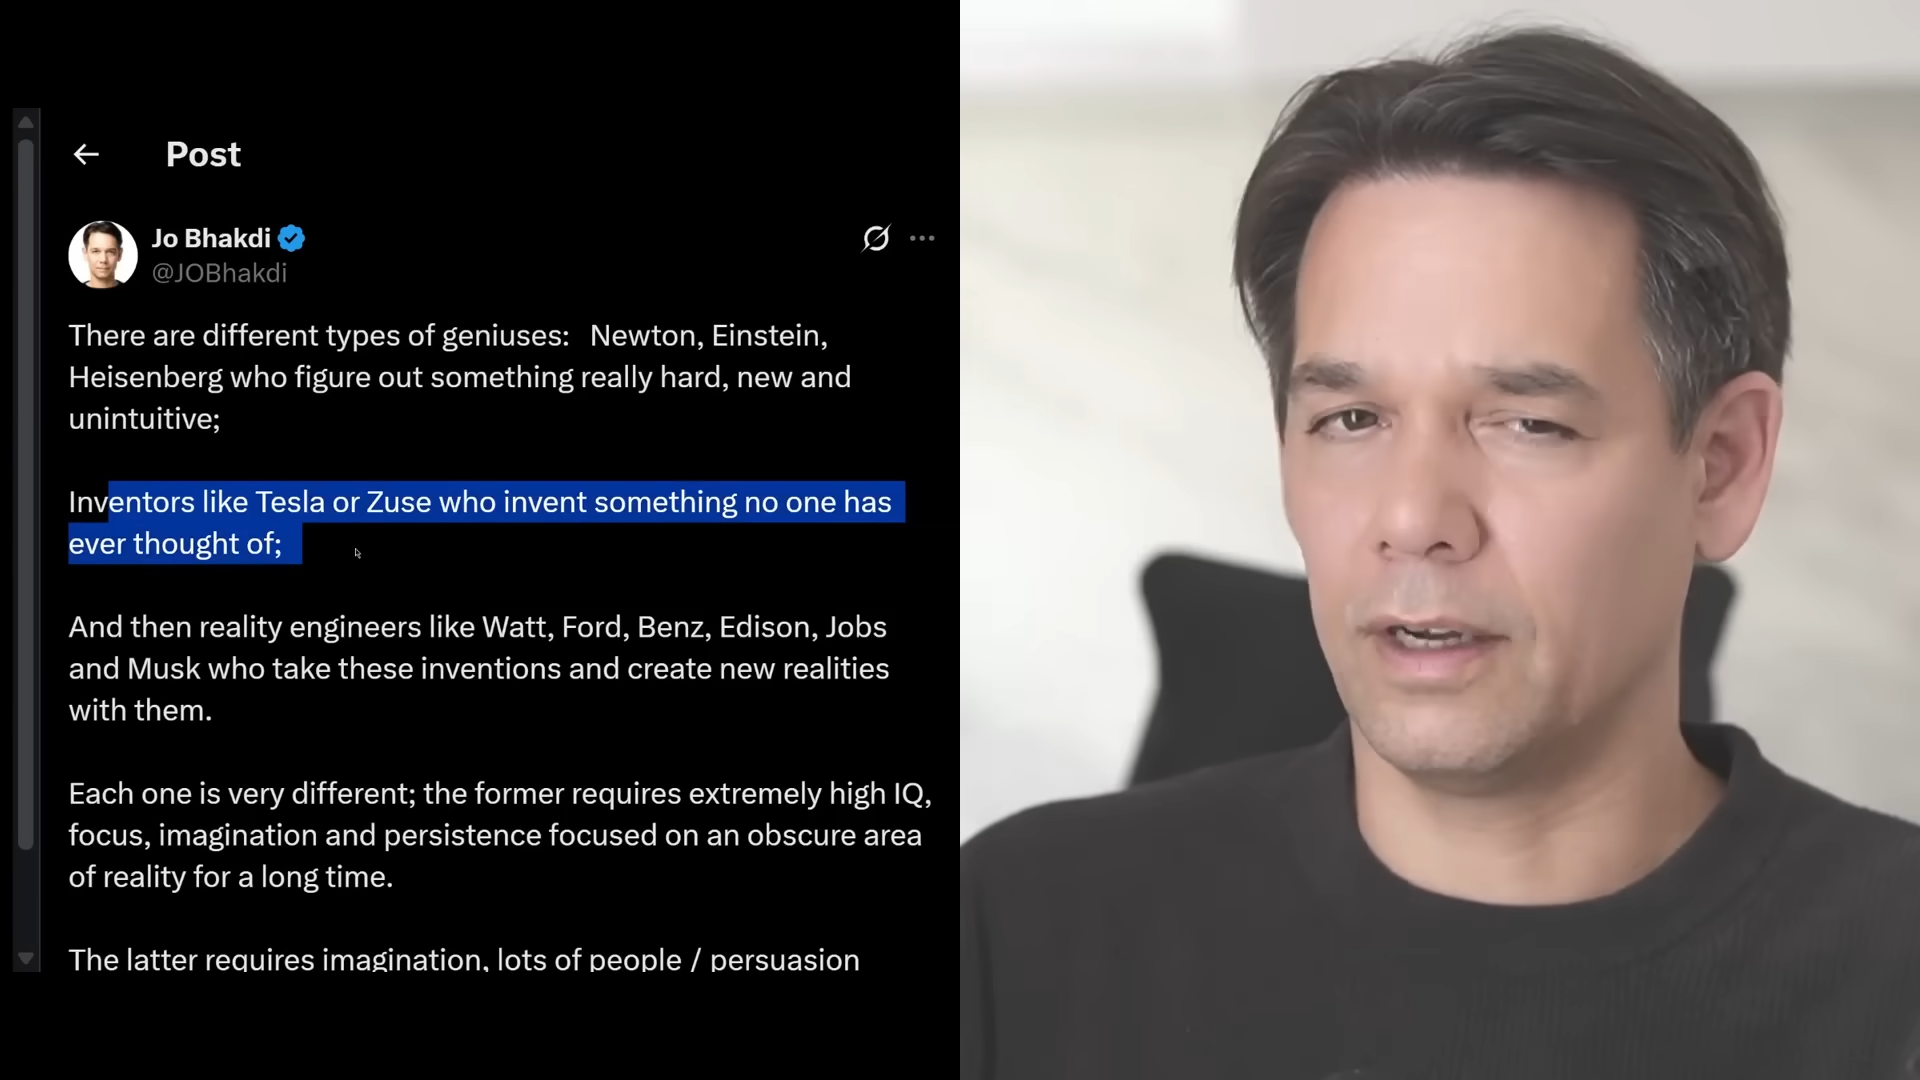 Post
Jo Bhakdi
@JOBhakdi
There are different types of geniuses:   Newton, Einstein,
Heisenberg who figure out something really hard, new and
unintuitive;
Inventors like Tesla or Zuse who invent something no one has
ever thought of;
And then reality engineers like Watt, Ford, Benz, Edison, Jobs
and Musk who take these inventions and create new realities
with them.
Each one is very different; the former requires extremely high IQ,
focus, imagination and persistence focused on an obscure area
of reality for a long time.
The latter requires imagination, lots of people / persuasion